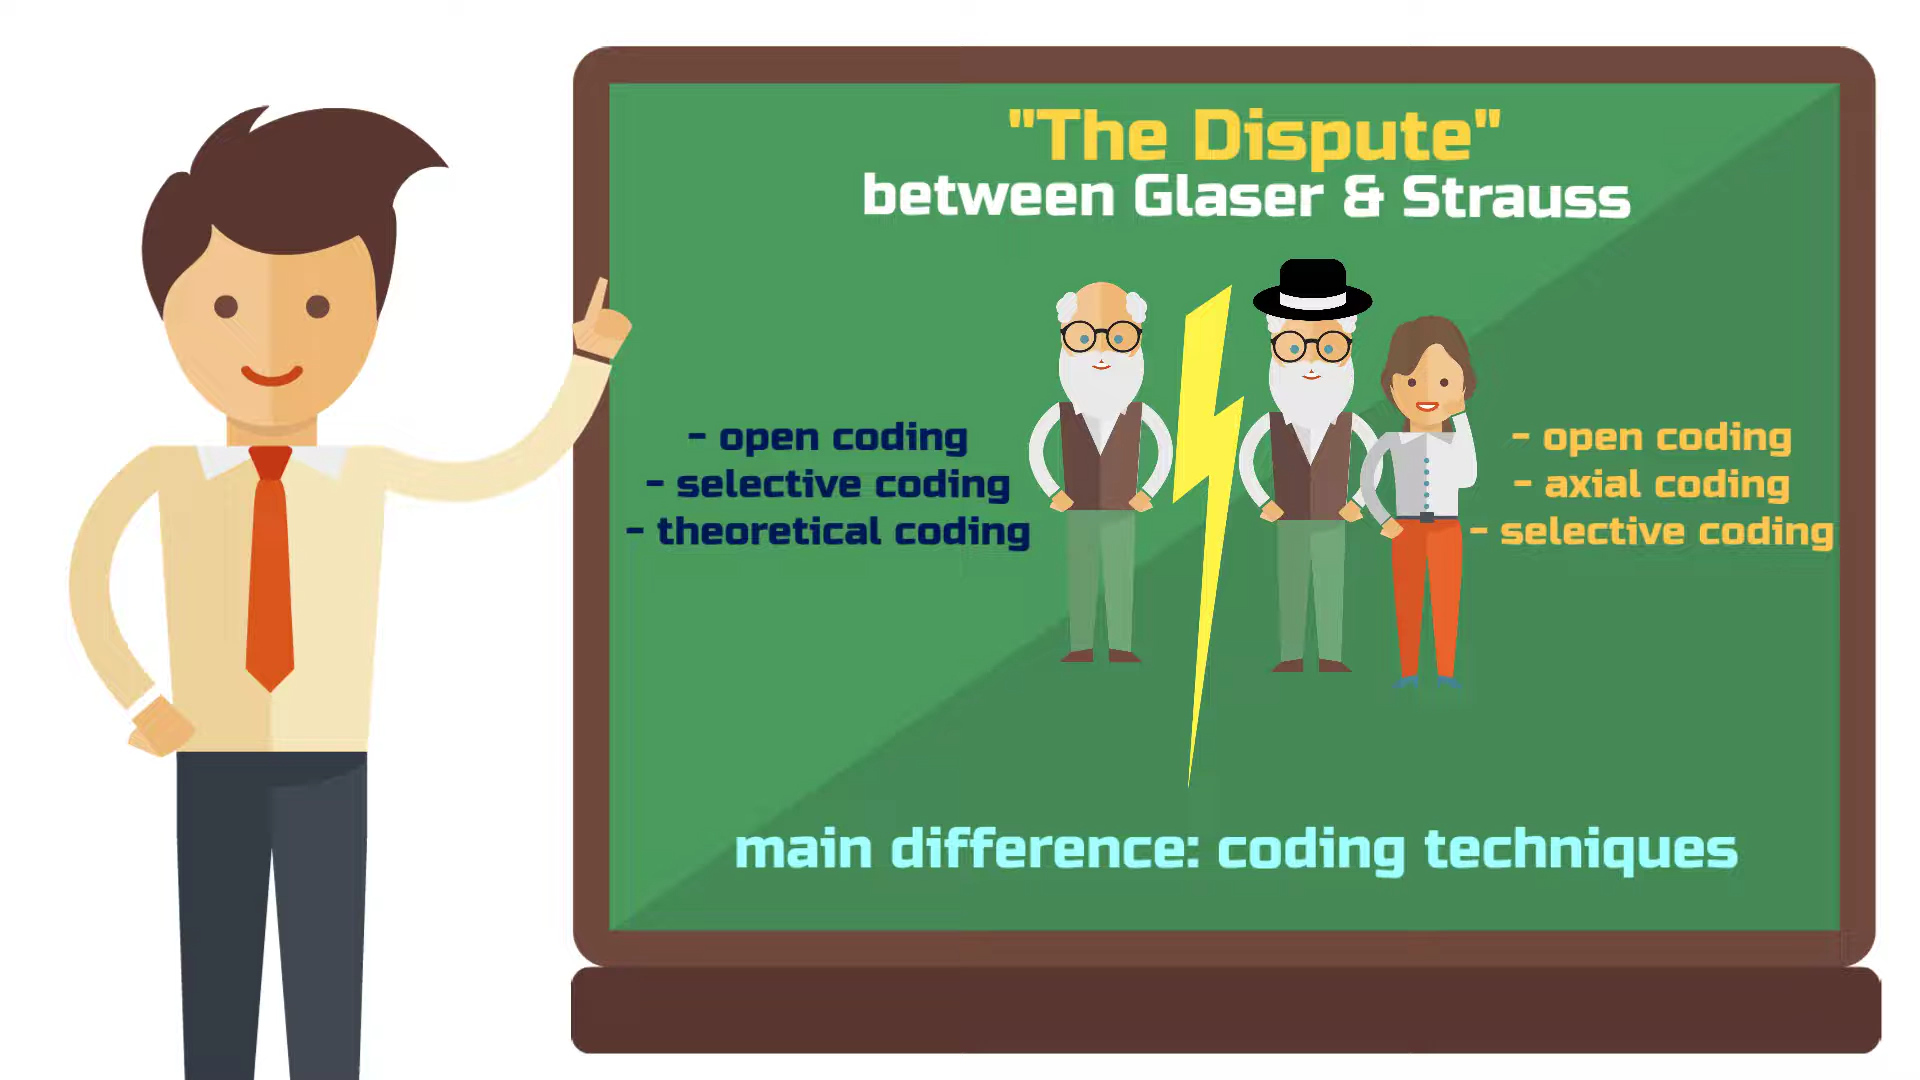 "The Dispute"
between Glaser & Strauss
- open coding
- selective coding
- theoretical coding
- open coding
- axial coding
- selective coding
main difference: coding techniques